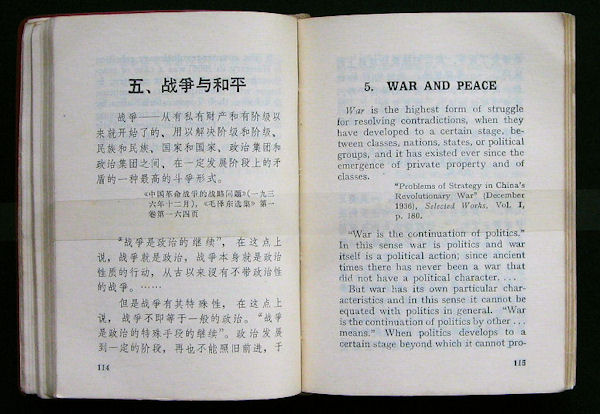 五、战爭与和平
战爭——从有私有财产和有阶级以
来就开始了的、用以解决阶级和阶级、
民族和民族、国家和国家、政治集团和
政治集团之间、在一定发展阶段上的矛
盾的一种最高的斗爭形式。
《中国革命战爭的战略问题》(一九三
六年十二月),《毛泽东选集》第一
卷第一六四页
“战爭是政治的继续”,在这点上
说,战爭就是政治,战爭本身就是政治
性质的行动,从古以来沒有不带政治性
的战爭。……
但是战爭有其特殊性,在这点上
说,战爭不即等于一般的政治。“战爭
是政治的特殊手段的继续”。政治发展
到一定的阶段,再也不能照旧前进,于
114
5. WAR AND PEACE
War is the highest form of struggle
for resolving contradictions, when they
have developed to a certain stage, be-
tween classes, nations, states, or political
groups, and it has existed ever since the
emergence of private property and of
classes.
"Problems of Strategy in China's
Revolutionary War" (December
1936), Selected Works, Vol. I,
p. 180.
"War is the continuation of politics."
In this sense war is politics and war
itself is a political action; since ancient
times there has never been a war that
did not have a political character. . . .
But war has its own particular char-
acteristics and in this sense it cannot be
equated with politics in general. "War
is the continuation of politics by other . . .
means." When politics develops to a
certain stage beyond which it cannot pro-
115